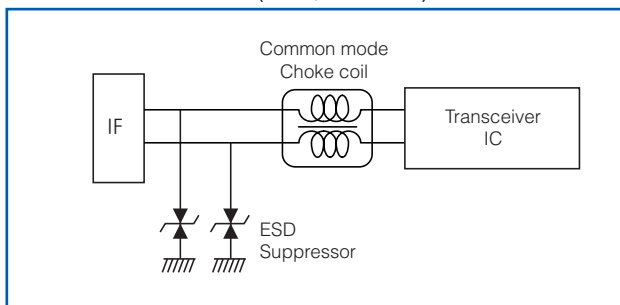 Common mode
Choke coil
IF
Transceiver
IC
ESD
Suppressor